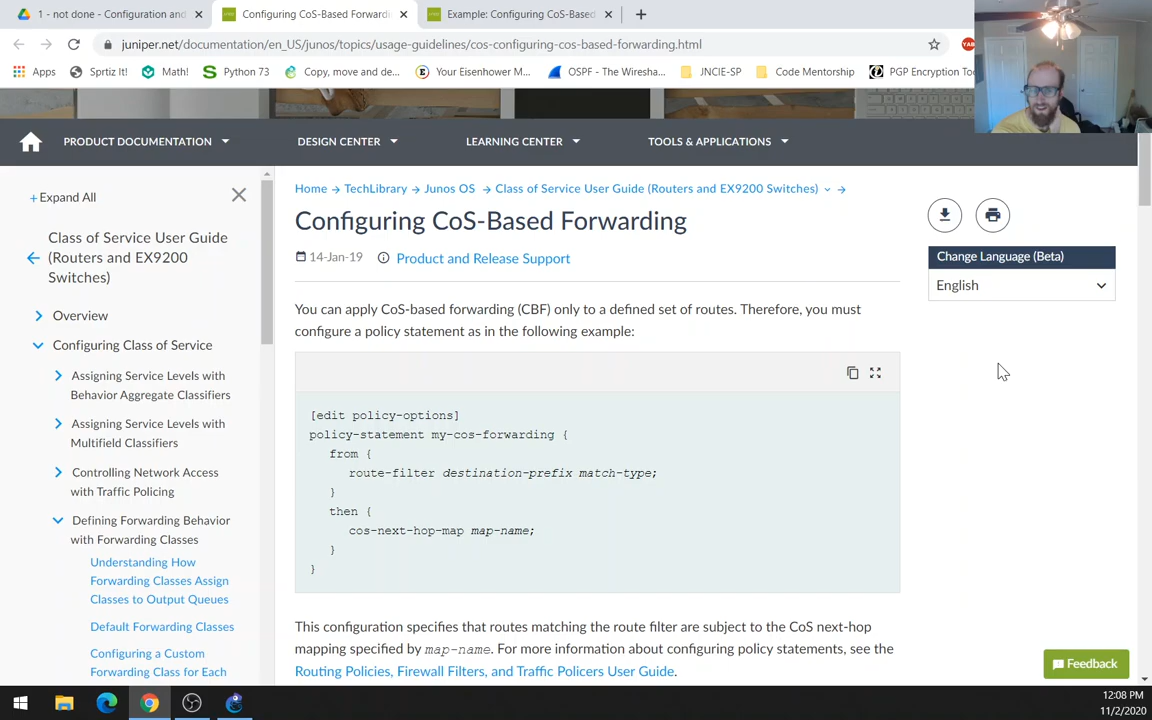 1 - not done - Configuration and
Configuring CoS-Based Forwardi
Example: Configuring CoS-Based
juniper.net/documentation/en_US/junos/topics/usage-guidelines/cos-configuring-cos-based-forwarding.html
Apps
Sprtiz It!
Math!
Python 73
Copy, move and de...
Your Eisenhower M...
OSPF - The Wiresha...
JNCIE-SP
Code Mentorship
PGP Encryption Too
PRODUCT DOCUMENTATION
DESIGN CENTER
LEARNING CENTER
TOOLS & APPLICATIONS
+ Expand All
Class of Service User Guide
(Routers and EX9200
Switches)
Overview
Configuring Class of Service
Assigning Service Levels with
Behavior Aggregate Classifiers
Assigning Service Levels with
Multifield Classifiers
Controlling Network Access
with Traffic Policing
Defining Forwarding Behavior
with Forwarding Classes
Understanding How
Forwarding Classes Assign
Classes to Output Queues
Default Forwarding Classes
Configuring a Custom
Forwarding Class for Each
Home → TechLibrary → Junos OS → Class of Service User Guide (Routers and EX9200 Switches) →
Configuring CoS-Based Forwarding
14-Jan-19 Product and Release Support
You can apply CoS-based forwarding (CBF) only to a defined set of routes. Therefore, you must
configure a policy statement as in the following example:
[edit policy-options]
policy-statement my-cos-forwarding {
from {
route-filter destination-prefix match-type;
}
then {
cos-next-hop-map map-name;
}
}
This configuration specifies that routes matching the route filter are subject to the CoS next-hop
mapping specified by map-name. For more information about configuring policy statements, see the
Routing Policies, Firewall Filters, and Traffic Policers User Guide.
Change Language (Beta)
English
Feedback
12:08 PM
11/2/2020